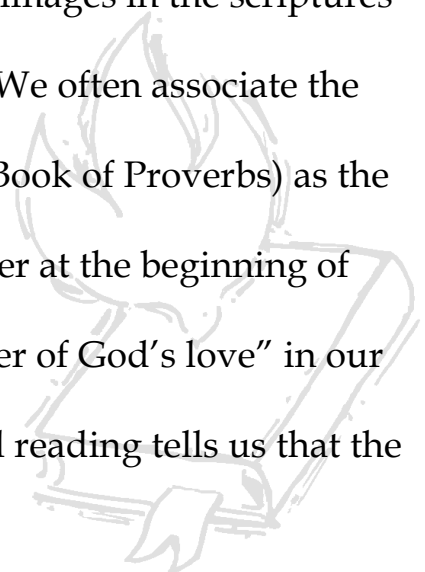 images in the scriptures
We often associate the
Book of Proverbs) as the
er at the beginning of
er of God’s love” in our
reading tells us that the